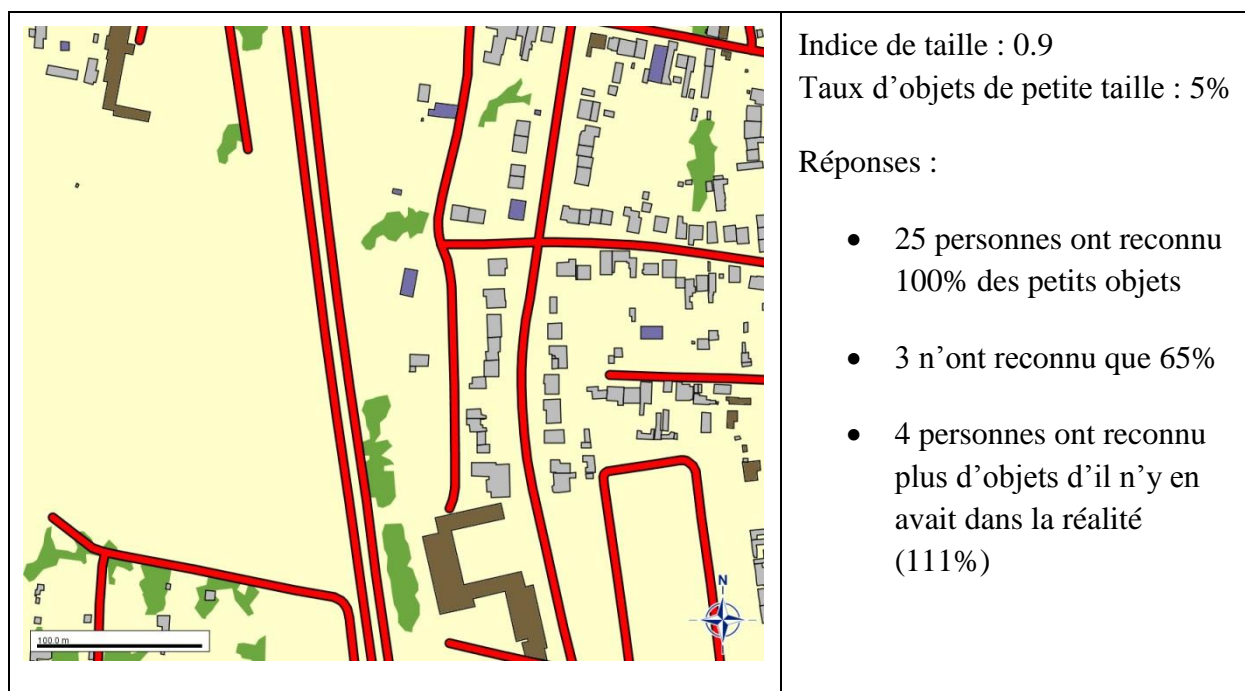 Indice de taille : 0.9
Taux d'objets de petite taille : 5%
Réponses :
• 25 personnes ont reconnu
100% des petits objets
• 3 n'ont reconnu que 65%
• 4 personnes ont reconnu
plus d'objets d'il n'y en
avait dans la réalité
(111%)
N
100.0 m